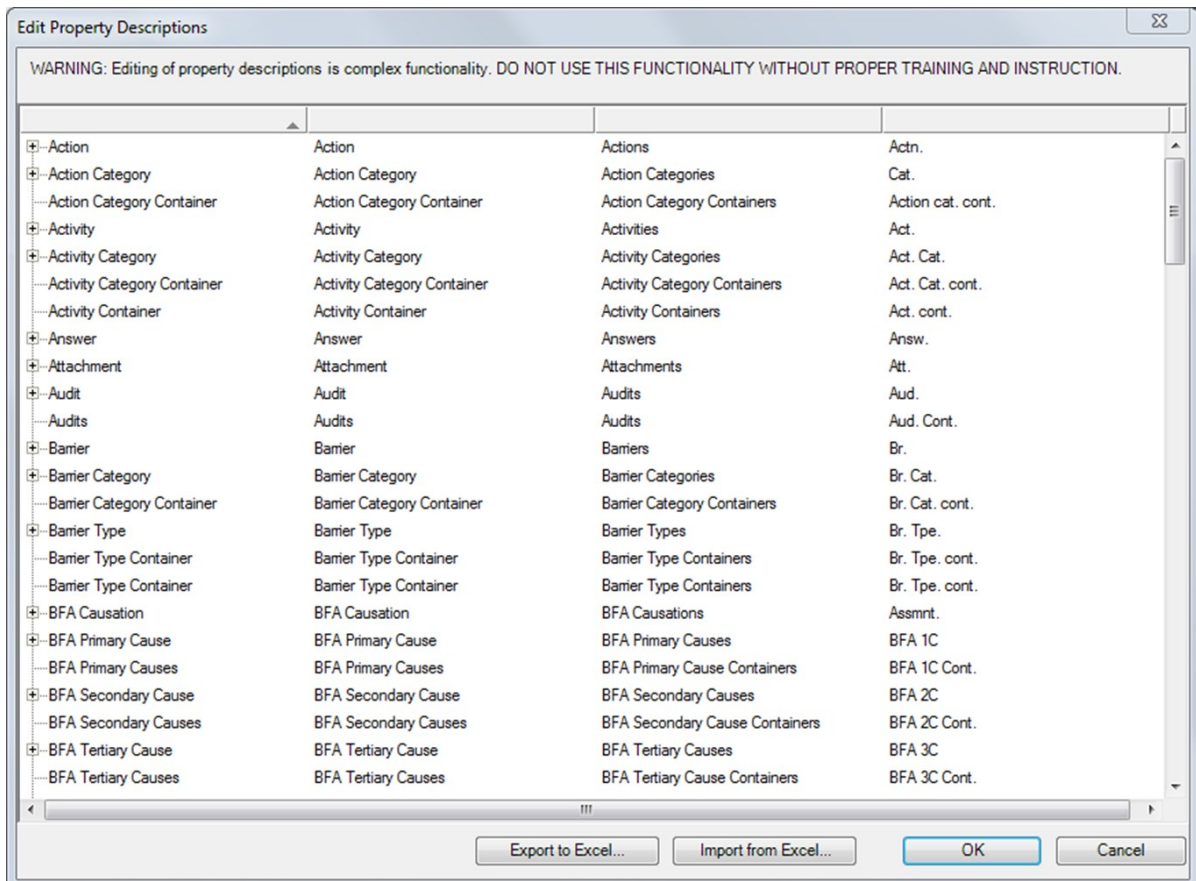 Edit Property Descriptions
WARNING: Editing of property descriptions is complex functionality. DO NOT USE THIS FUNCTIONALITY WITHOUT PROPER TRAINING AND INSTRUCTION.
Action Action Actions Actn.
Action Category Action Category Action Categories Cat.
Action Category Container Action Category Container Action Category Containers Action cat. cont.
Activity Activity Activities Act.
Activity Category Activity Category Activity Categories Act. Cat.
Activity Category Container Activity Category Container Activity Category Containers Act. Cat. cont.
Activity Container Activity Container Activity Containers Act. cont.
Answer Answer Answers Answ.
Attachment Attachment Attachments Att.
Audit Audit Audits Aud.
Audits Audits Audits Aud. Cont.
Barrier Barrier Barriers Br.
Barrier Category Barrier Category Barrier Categories Br. Cat.
Barrier Category Container Barrier Category Container Barrier Category Containers Br. Cat. cont.
Barrier Type Barrier Type Barrier Types Br. Tpe.
Barrier Type Container Barrier Type Container Barrier Type Containers Br. Tpe. cont.
Barrier Type Container Barrier Type Container Barrier Type Containers Br. Tpe. cont.
BFA Causation BFA Causation BFA Causations Assmnt.
BFA Primary Cause BFA Primary Cause BFA Primary Causes BFA 1C
BFA Primary Causes BFA Primary Causes BFA Primary Cause Containers BFA 1C Cont.
BFA Secondary Cause BFA Secondary Cause BFA Secondary Causes BFA 2C
BFA Secondary Causes BFA Secondary Causes BFA Secondary Cause Containers BFA 2C Cont.
BFA Tertiary Cause BFA Tertiary Cause BFA Tertiary Causes BFA 3C
BFA Tertiary Causes BFA Tertiary Causes BFA Tertiary Cause Containers BFA 3C Cont.
Export to Excel... Import from Excel... OK Cancel